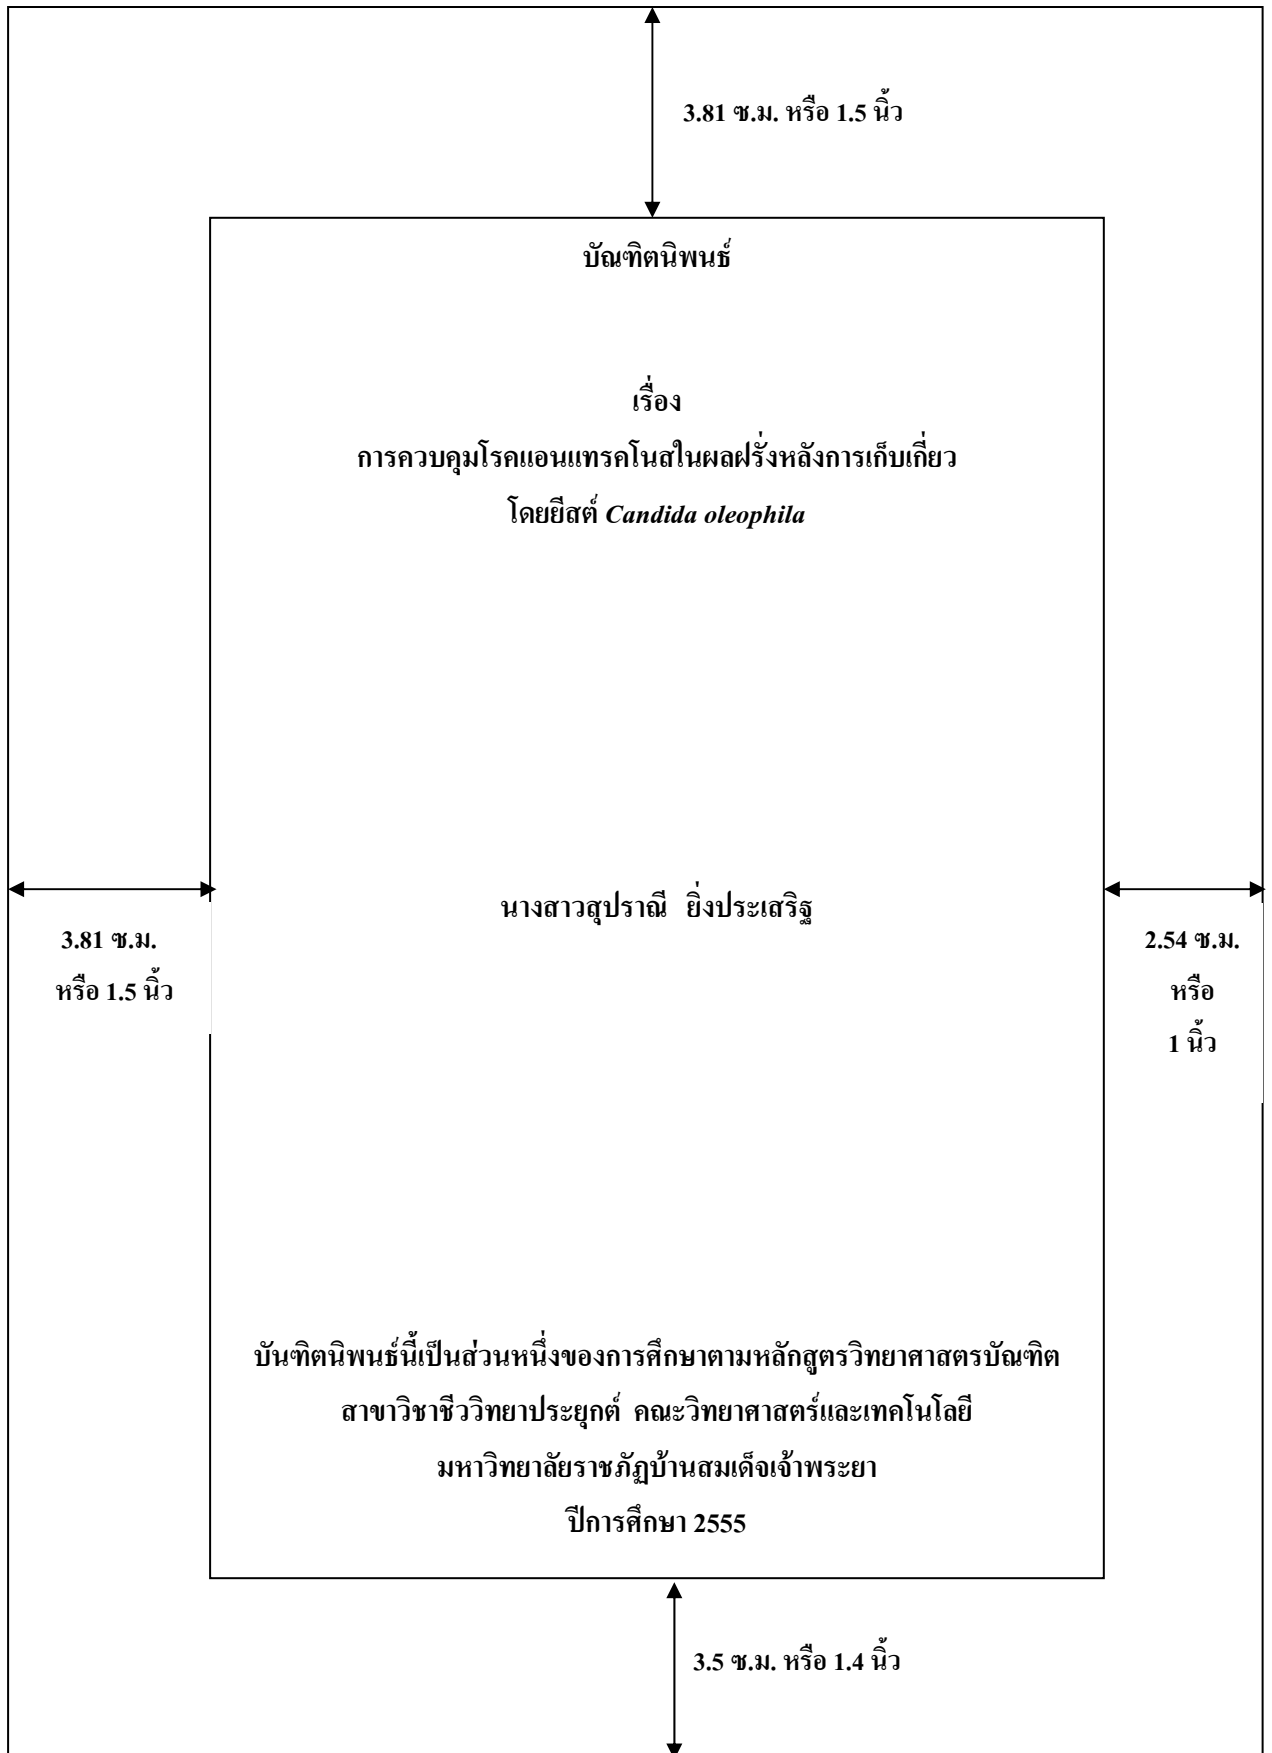 3.81 ซ.ม. หรือ 1.5 นิ้ว
บัณฑิตนิพนธ์
เรื่อง
การควบคุมโรคแอนแทรคโนสในผลฝรั่งหลังการเก็บเกี่ยว
โดยยีสต์ Candida oleophila
นางสาวสุปราณี ยิ่งประเสริฐ
3.81 ซ.ม.
หรือ 1.5 นิ้ว
2.54 ซ.ม.
หรือ
1 นิ้ว
บันฑิตนิพนธ์นี้เป็นส่วนหนึ่งของการศึกษาตามหลักสูตรวิทยาศาสตรบัณฑิต
สาขาวิชาชีววิทยาประยุกต์ คณะวิทยาศาสตร์และเทคโนโลยี
มหาวิทยาลัยราชภัฏบ้านสมเด็จเจ้าพระยา
ปีการศึกษา 2555
3.5 ซ.ม. หรือ 1.4 นิ้ว